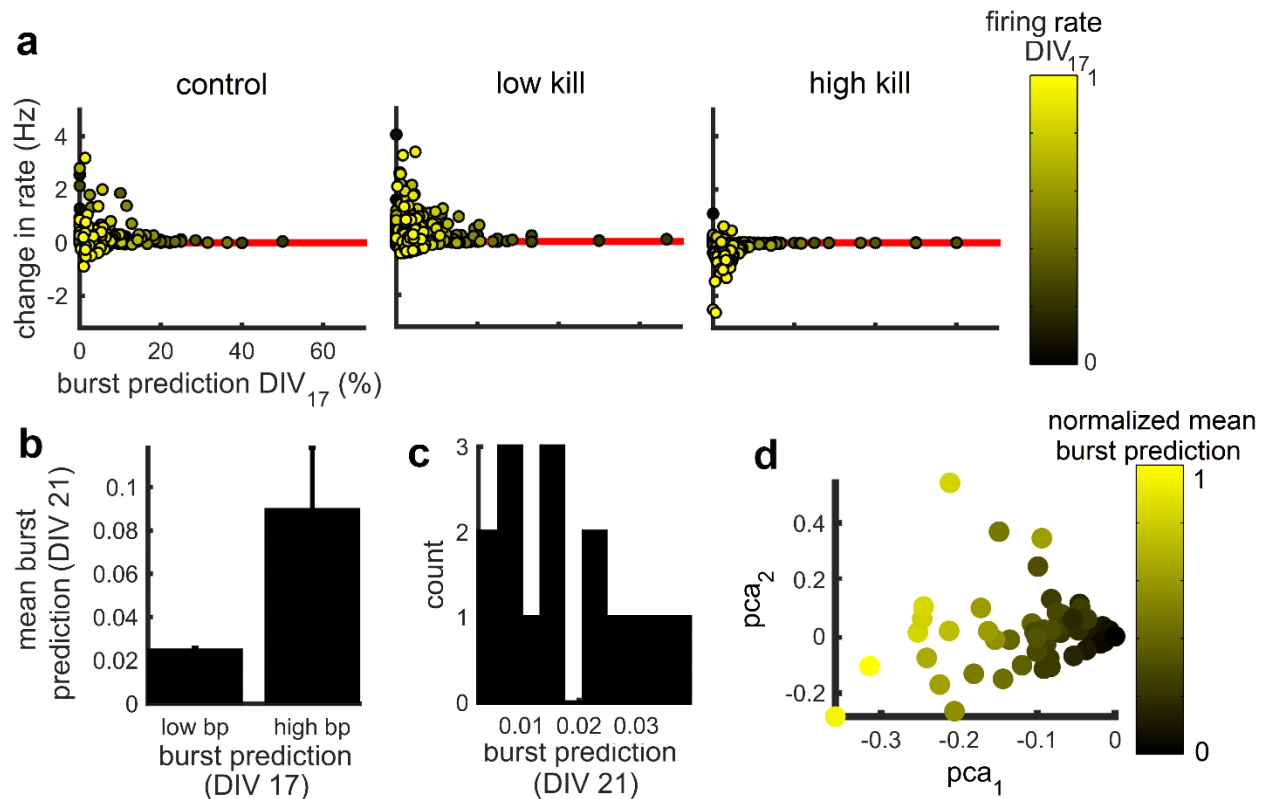 a
control
low kill
high kill
firing rate
DIV17
1
0
change in rate (Hz)
4
2
0
-2
0 20 40 60
burst prediction DIV17 (%)
b
mean burst
prediction (DIV 21)
0.1
0.08
0.06
0.04
0.02
0
low bp high bp
burst prediction
(DIV 17)
c
count
3
2
1
0
0.01 0.02 0.03
burst prediction
(DIV 21)
d
normalized mean
burst prediction
1
0
pca2
0.4
0.2
0
-0.2
-0.3 -0.2 -0.1 0
pca1